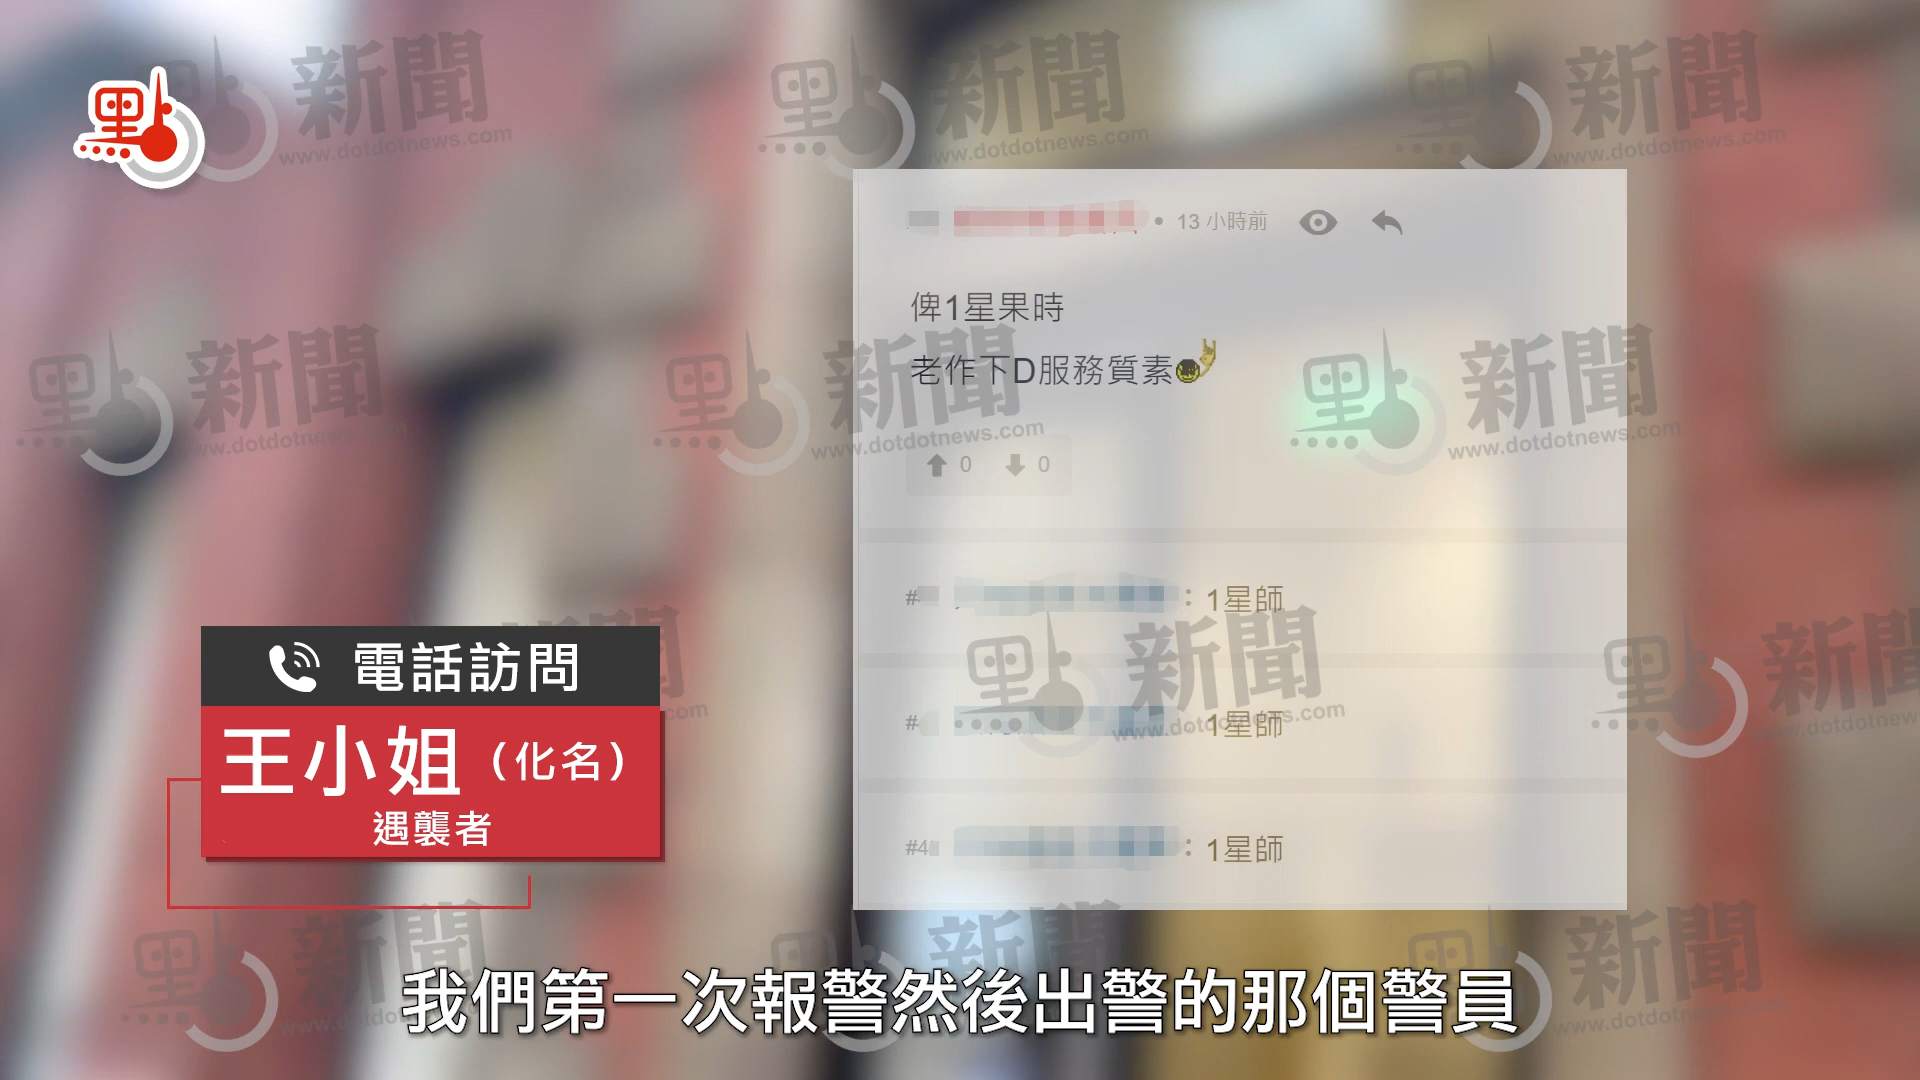 點
點新聞
www.dotdotnews.com
13 小時前
俾1星果時
老作下D服務質素
0 0
#4 : 1星師
# : 1星師
#4 : 1星師
電話訪問
王小姐（化名）
遇襲者
我們第一次報警然後出警的那個警員